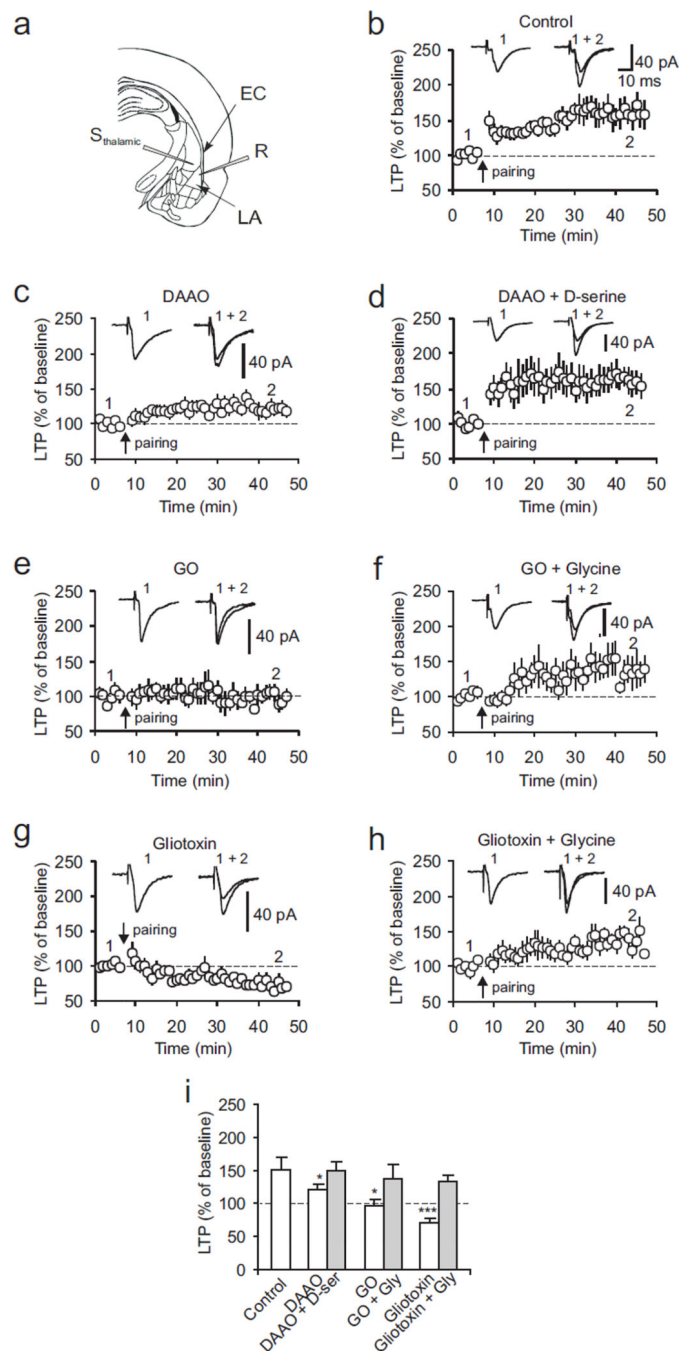 a
EC
S thalamic
R
LA
b
Control
1
1 + 2
40 pA
10 ms
LTP (% of baseline)
250
200
150
100
50
1
2
pairing
0 10 20 30 40 50
Time (min)
c
DAAO
1
1 + 2
40 pA
LTP (% of baseline)
250
200
150
100
50
1
2
pairing
0 10 20 30 40 50
Time (min)
d
DAAO + D-serine
1
1 + 2
40 pA
LTP (% of baseline)
250
200
150
100
50
1
2
pairing
0 10 20 30 40 50
Time (min)
e
GO
1
1 + 2
40 pA
LTP (% of baseline)
250
200
150
100
50
1
2
pairing
0 10 20 30 40 50
Time (min)
f
GO + Glycine
1
1 + 2
40 pA
LTP (% of baseline)
250
200
150
100
50
1
2
pairing
0 10 20 30 40 50
Time (min)
g
Gliotoxin
1
1 + 2
40 pA
pairing
LTP (% of baseline)
250
200
150
100
50
1
2
0 10 20 30 40 50
Time (min)
h
Gliotoxin + Glycine
1
1 + 2
40 pA
LTP (% of baseline)
250
200
150
100
50
1
2
pairing
0 10 20 30 40 50
Time (min)
i
LTP (% of baseline)
250
200
150
100
50
0
*
*
***
Control
DAAO
DAAO + D-ser
GO
GO + Gly
Gliotoxin
Gliotoxin + Gly